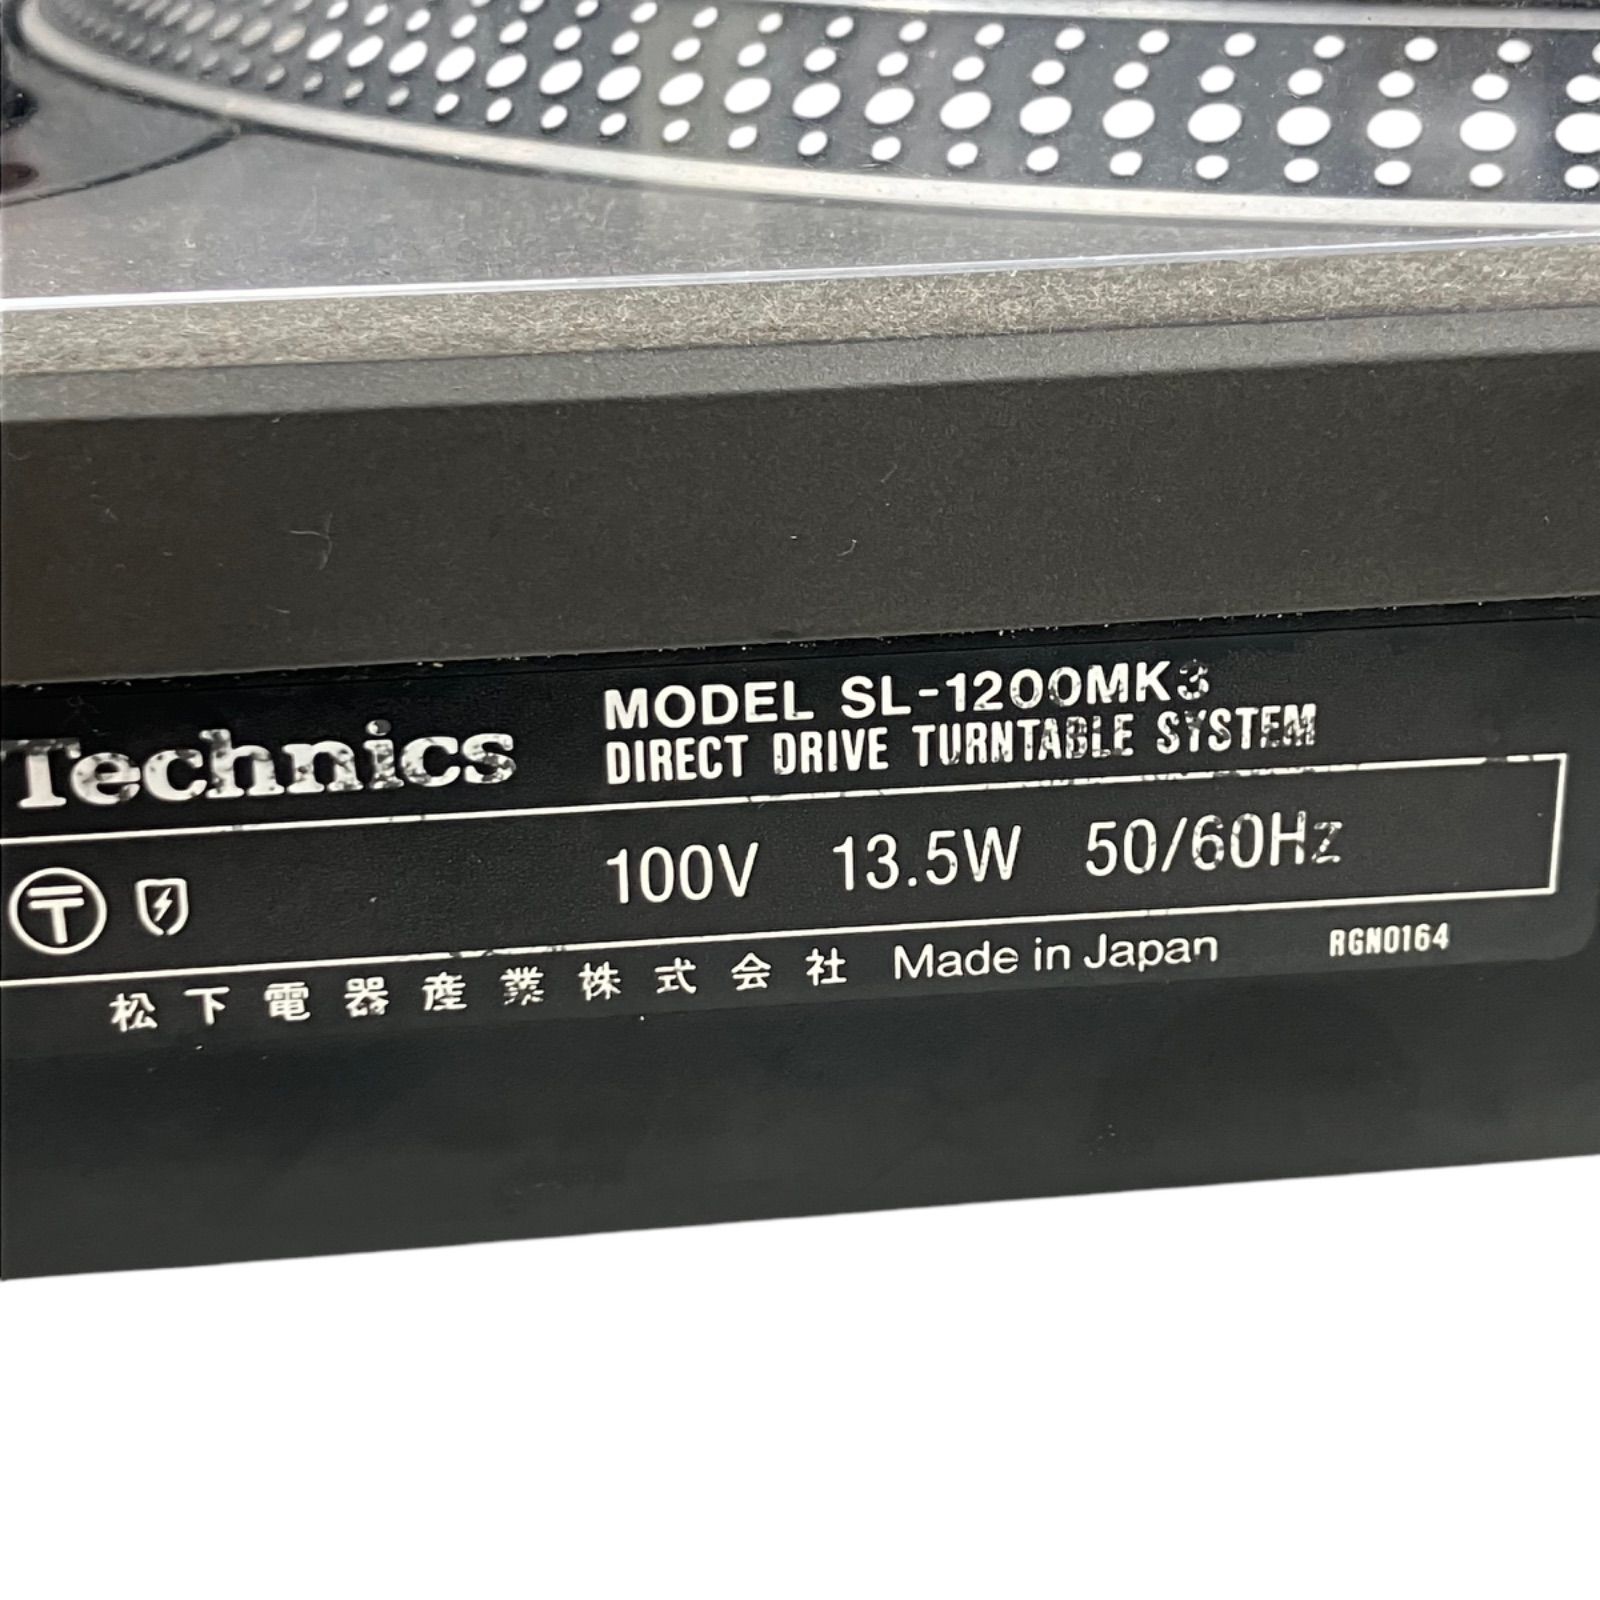 Technics
MODEL SL-1200MK3
DIRECT DRIVE TURNTABLE SYSTEM
〒 100V 13.5W 50/60Hz
松下電器産業株式会社 Made in Japan RGN0164